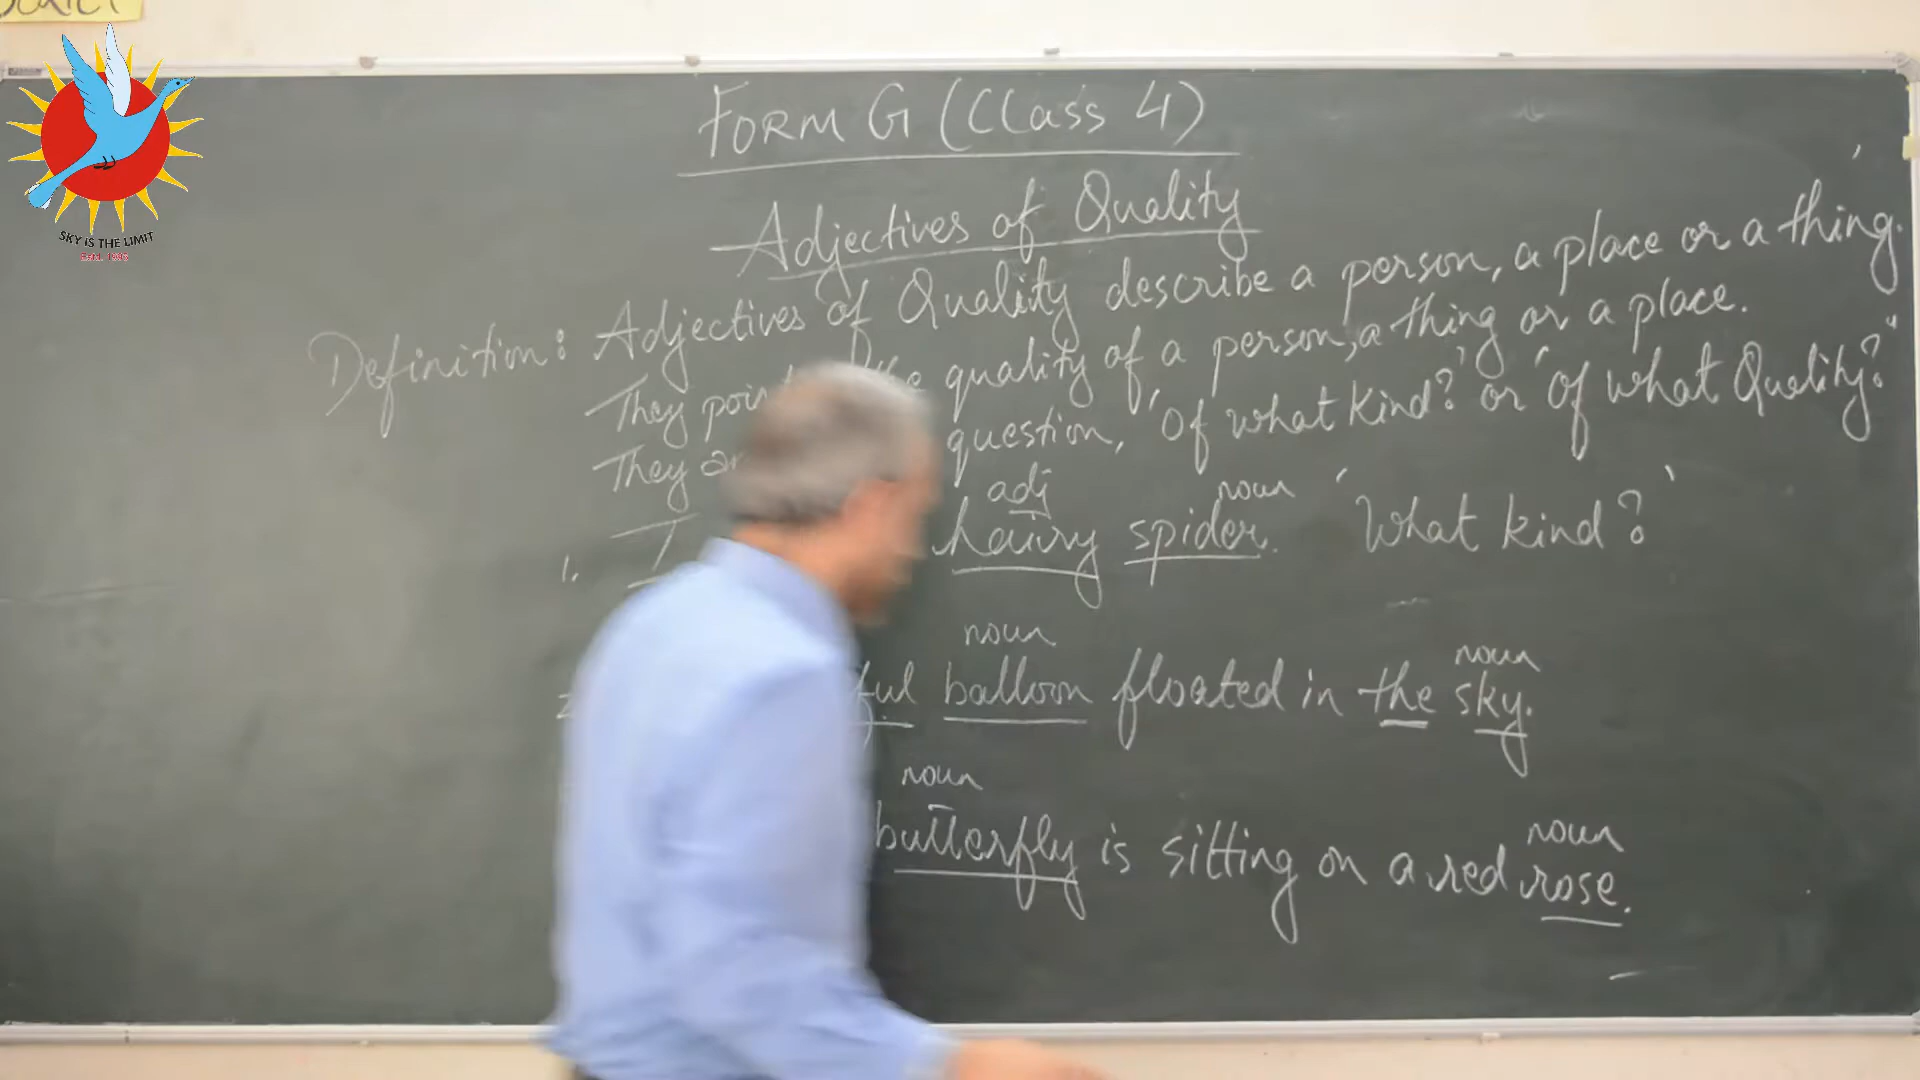 SKY IS THE LIMIT
FORM G (Class 4)
Adjectives of Quality
Definition: Adjectives of Quality describe a person, a place or a thing.
They quality of a person, a thing or a place.
They question, 'Of what kind?' or 'of what Quality?"
adj noun
1. hairy spider. 'What kind?'
noun noun
balloon floated in the sky.
noun noun
butterfly is sitting on a red rose.